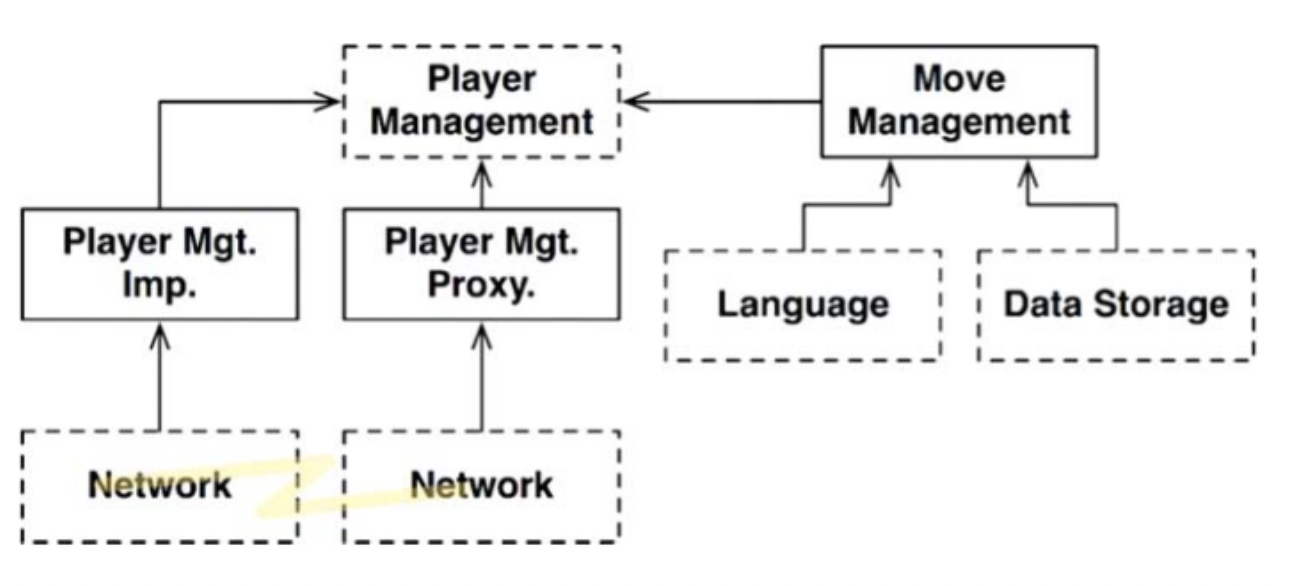 Player
Management
Move
Management
Player Mgt.
Imp.
Player Mgt.
Proxy.
Language
Data Storage
Network
Network